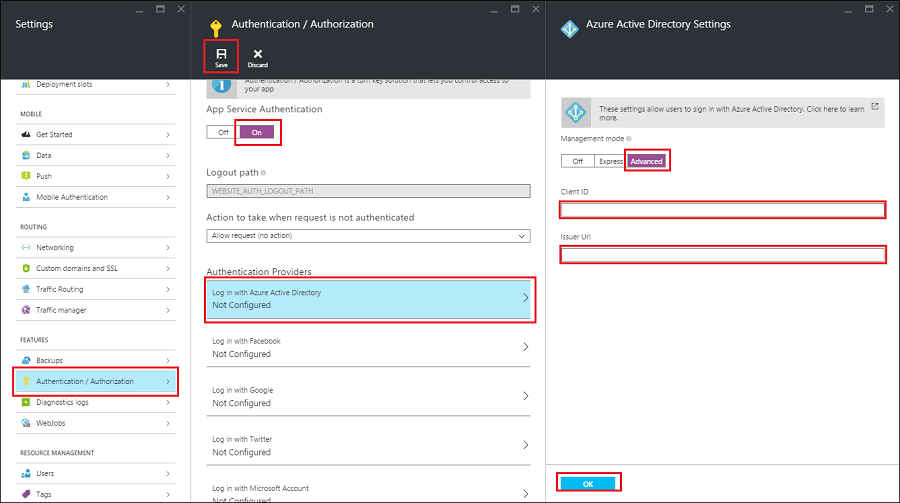 Settings
Deployment slots
MOBILE
Get Started
Data
Push
Mobile Authentication
ROUTING
Networking
Custom domains and SSL
Traffic Routing
Traffic manager
FEATURES
Backups
Authentication / Authorization
Diagnostics logs
WebJobs
RESOURCE MANAGEMENT
Users
Tags
Authentication / Authorization
Save
Discard
Authentication / Authorization is a turn key solution that lets you control access to
your app
App Service Authentication
Off
On
Logout path
WEBSITE_AUTH_LOGOUT_PATH
Action to take when request is not authenticated
Allow request (no action)
Authentication Providers
Log in with Azure Active Directory
Not Configured
Log in with Facebook
Not Configured
Log in with Google
Not Configured
Log in with Twitter
Not Configured
Log in with Microsoft Account
Not Configured
Azure Active Directory Settings
These settings allow users to sign in with Azure Active Directory. Click here to learn
more.
Management mode
Off
Express
Advanced
Client ID
Issuer Url
OK